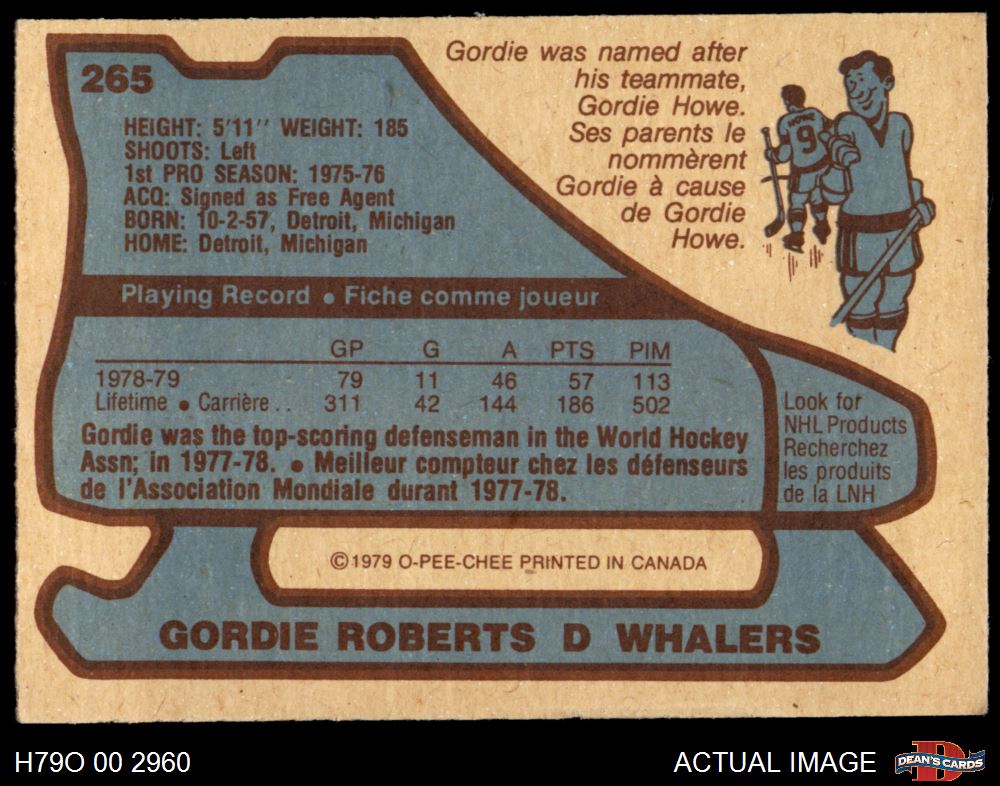 265
HEIGHT: 5'11" WEIGHT: 185
SHOOTS: Left
1st PRO SEASON: 1975-76
ACQ: Signed as Free Agent
BORN: 10-2-57, Detroit, Michigan
HOME: Detroit, Michigan
Gordie was named after
his teammate,
Gordie Howe.
Ses parents le
nommèrent
Gordie à cause
de Gordie
Howe.
HOWE
9
Playing Record • Fiche comme joueur
GP G A PTS PIM
1978-79 79 11 46 57 113
Lifetime • Carrière .. 311 42 144 186 502
Gordie was the top-scoring defenseman in the World Hockey
Assn; in 1977-78. • Meilleur compteur chez les défenseurs
de l'Association Mondiale durant 1977-78.
Look for
NHL Products
Recherchez
les produits
de la LNH
©1979 O-PEE-CHEE PRINTED IN CANADA
GORDIE ROBERTS D WHALERS
H79O 00 2960
ACTUAL IMAGE
D
DEAN'S CARDS